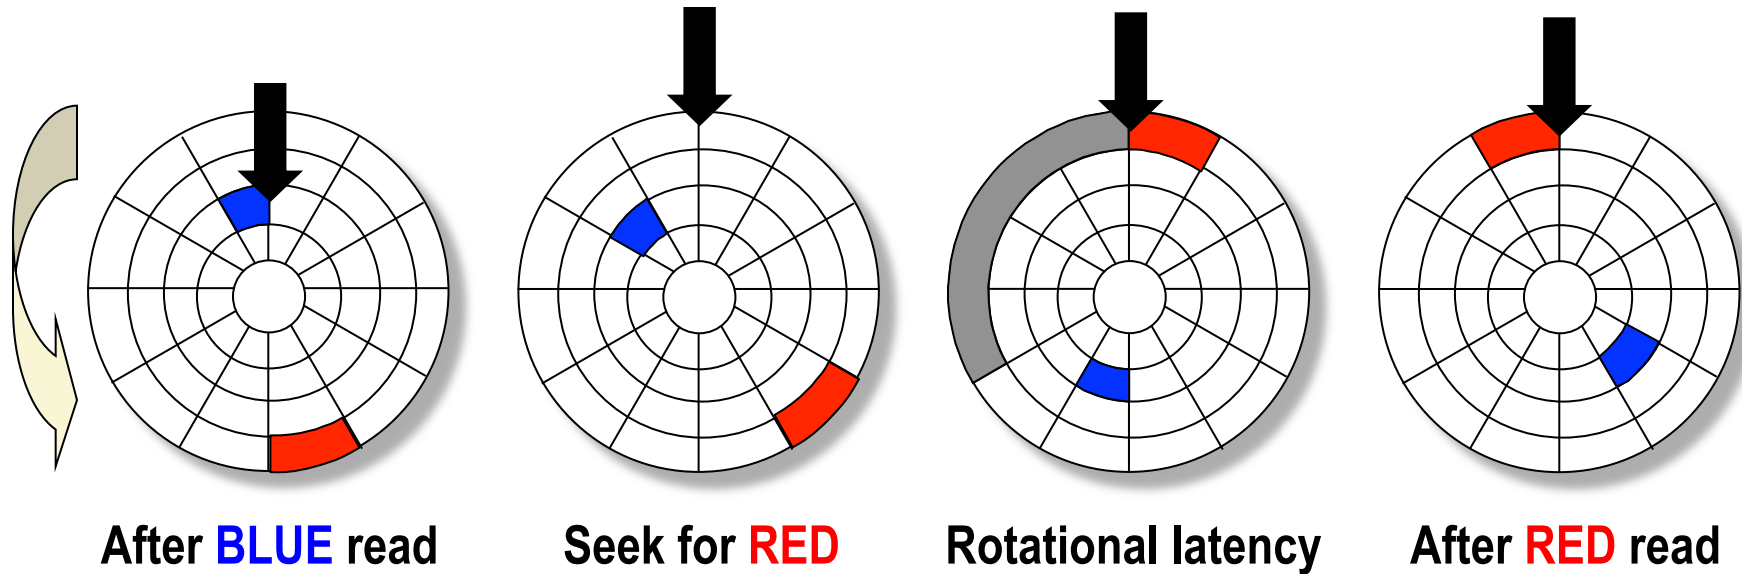 After BLUE read
Seek for RED
Rotational latency
After RED read